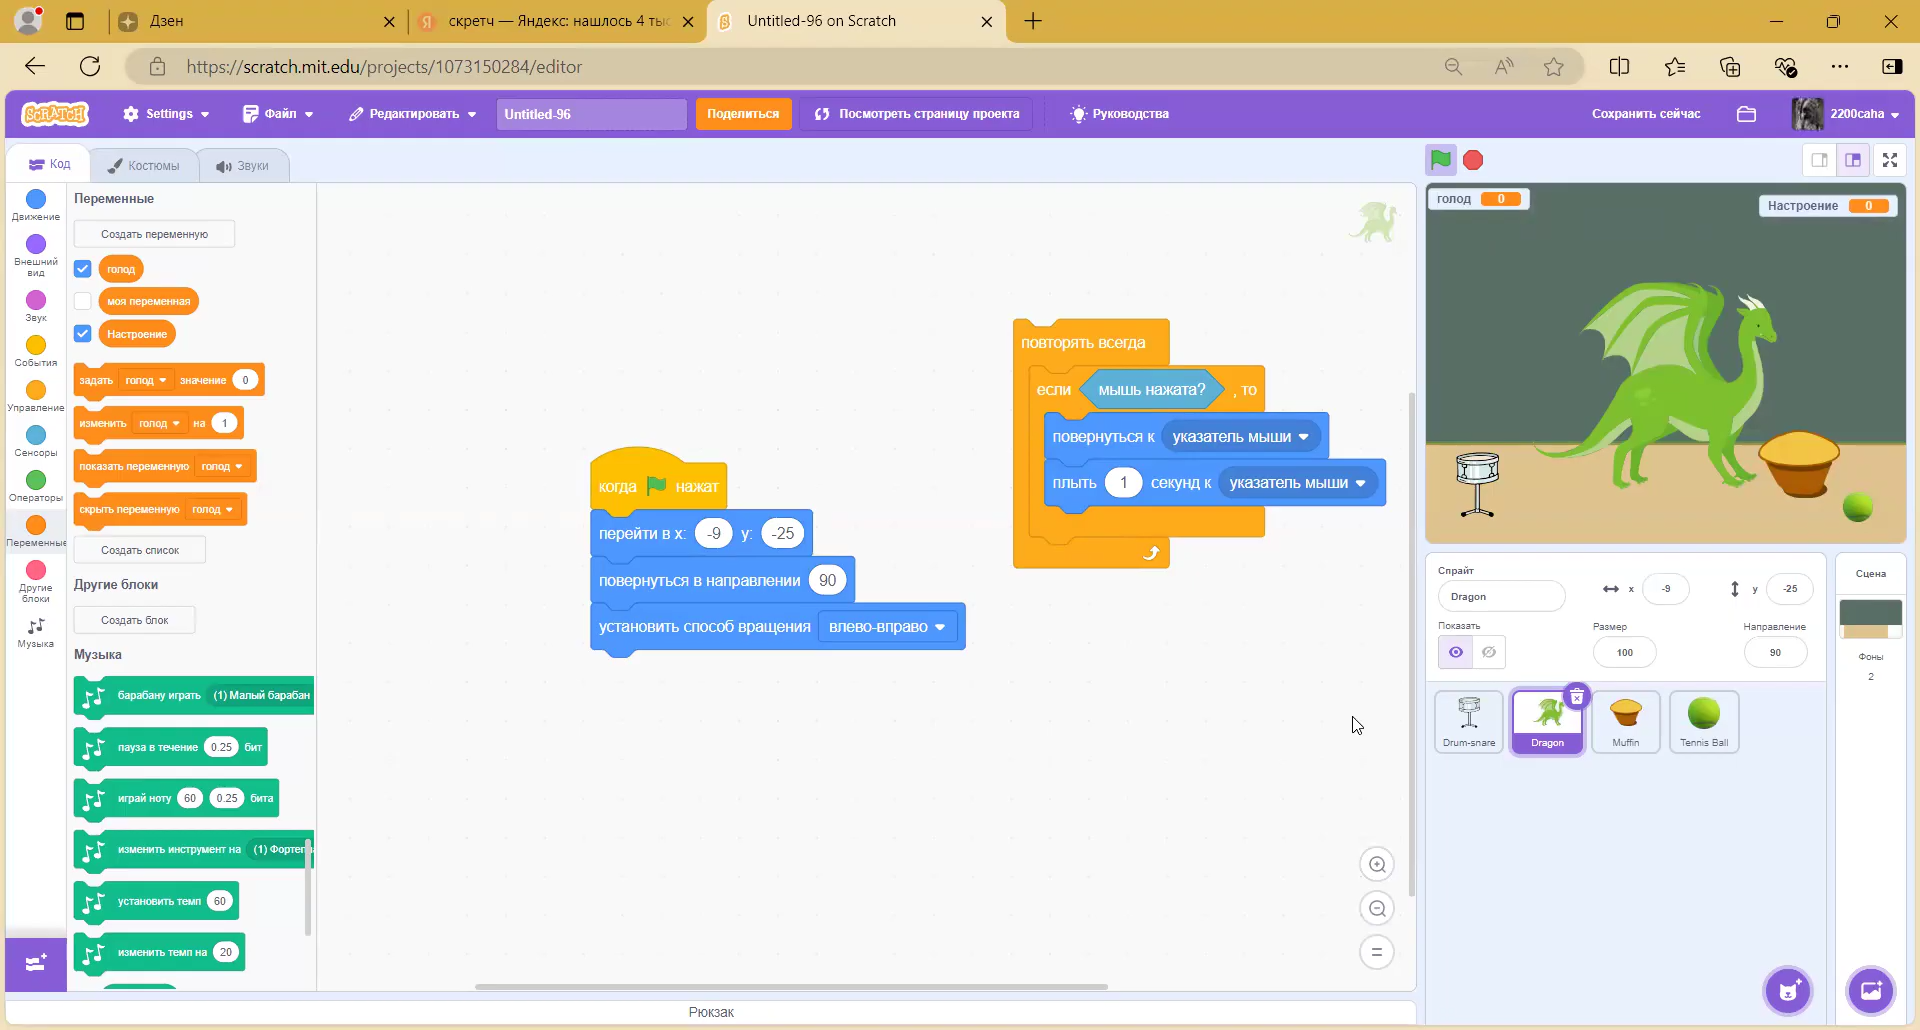 Дзен
скретч — Яндекс: нашлось 4 тыс
Untitled-96 on Scratch
https://scratch.mit.edu/projects/1073150284/editor
SCRATCH
Settings
Файл
Редактировать
Untitled-96
Поделиться
Посмотреть страницу проекта
Руководства
Сохранить сейчас
2200caha
Код
Костюмы
Звуки
Движение
Внешний вид
Звук
События
Управление
Сенсоры
Операторы
Переменные
Другие блоки
Музыка
Переменные
Создать переменную
голод
моя переменная
Настроение
задать голод значение 0
изменить голод на 1
показать переменную голод
скрыть переменную голод
Создать список
Другие блоки
Создать блок
Музыка
барабану играть (1) Малый барабан
пауза в течение 0.25 бит
играй ноту 60 0.25 бита
изменить инструмент на (1) Фортеп
установить темп 60
изменить темп на 20
когда нажат
перейти в x: -9 y: -25
повернуться в направлении 90
установить способ вращения влево-вправо
повторять всегда
если мышь нажата? , то
повернуться к указатель мыши
плыть 1 секунд к указатель мыши
Рюкзак
голод 0
Настроение 0
Спрайт
Dragon
x -9
y -25
Показать
Размер
100
Направление
90
Drum-snare
Dragon
Muffin
Tennis Ball
Сцена
Фоны
2